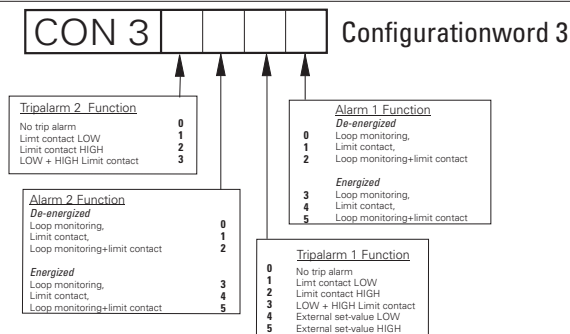 CON 3
Configurationword 3
Tripalarm 2 Function
No trip alarm 0
Limt contact LOW 1
Limit contact HIGH 2
LOW + HIGH Limit contact 3
Alarm 1 Function
De-energized
0 Loop monitoring,
1 Limit contact,
2 Loop monitoring+limit contact
Energized
3 Loop monitoring,
4 Limit contact,
5 Loop monitoring+limit contact
Alarm 2 Function
De-energized
Loop monitoring, 0
Limit contact, 1
Loop monitoring+limit contact 2
Energized
Loop monitoring, 3
Limit contact, 4
Loop monitoring+limit contact 5
Tripalarm 1 Function
0 No trip alarm
1 Limt contact LOW
2 Limit contact HIGH
3 LOW + HIGH Limit contact
4 External set-value LOW
5 External set-value HIGH